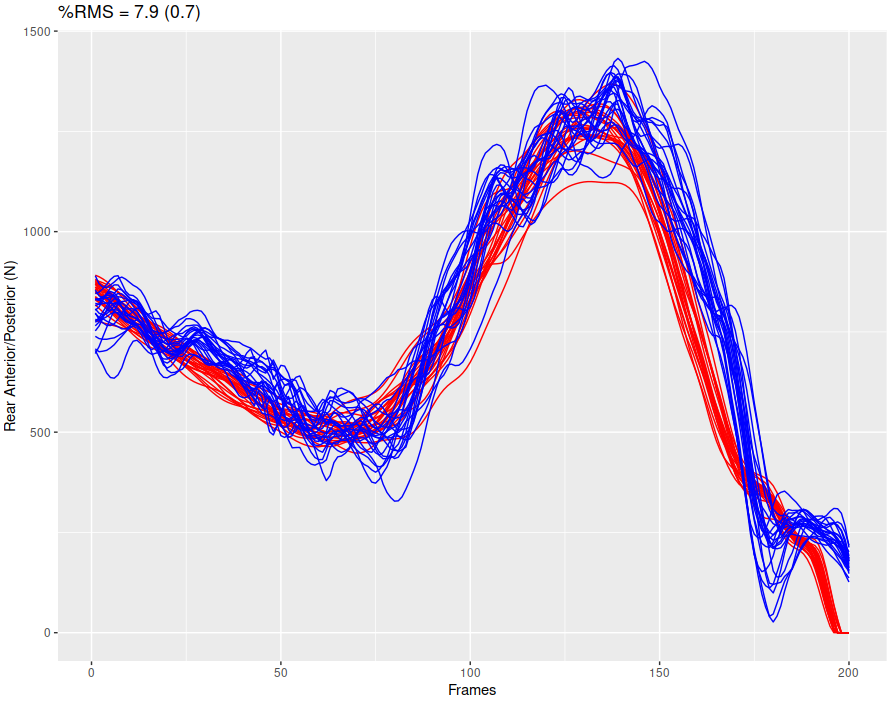 %RMS = 7.9 (0.7)
1500
1000
500
0
Rear Anterior/Posterior (N)
0 50 100 150 200
Frames